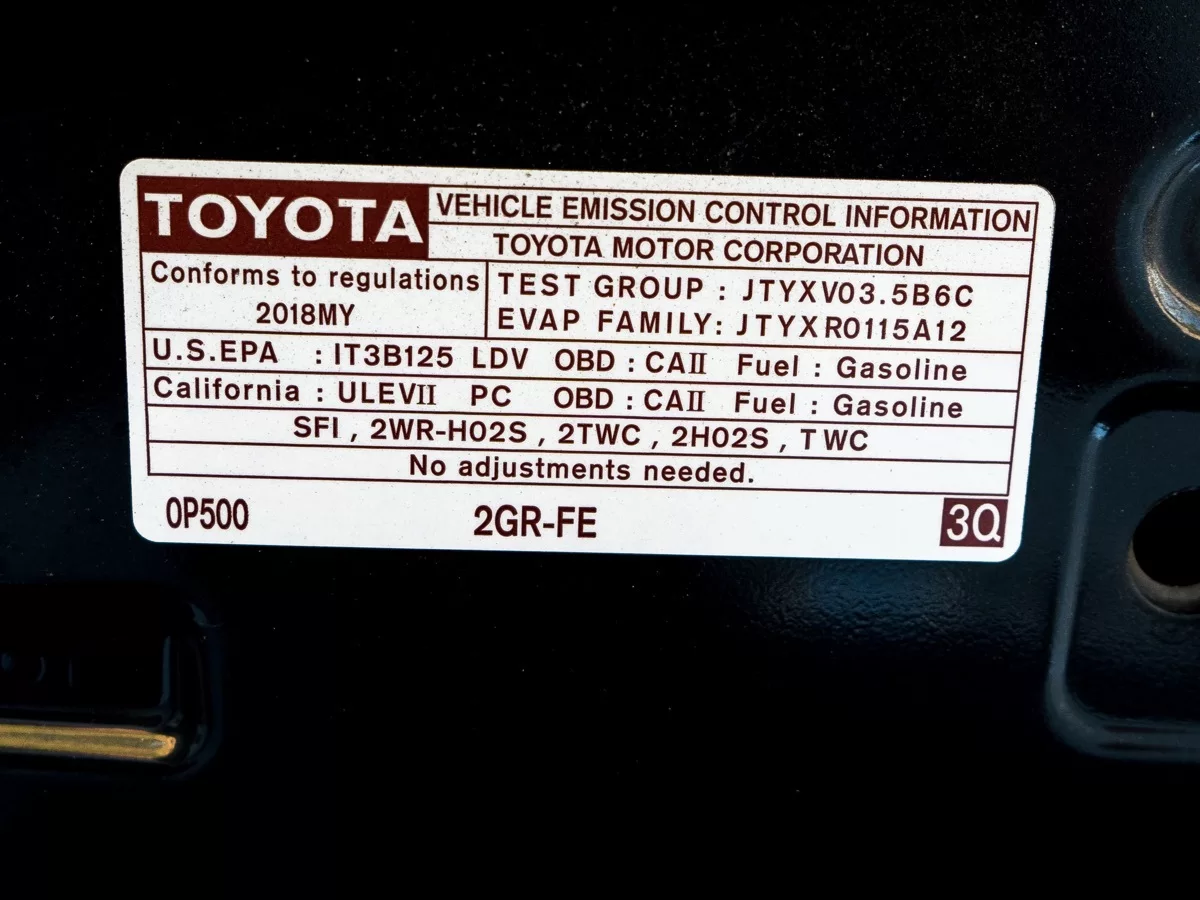 TOYOTA VEHICLE EMISSION CONTROL INFORMATION
TOYOTA MOTOR CORPORATION
Conforms to regulations
2018MY
TEST GROUP : JTYXV03.5B6C
EVAP FAMILY: JTYXR0115A12
U.S.EPA : IT3B125 LDV OBD : CAII Fuel : Gasoline
California : ULEVII PC OBD : CAII Fuel : Gasoline
SFI , 2WR-HO2S , 2TWC , 2HO2S , TWC
No adjustments needed.
0P500 2GR-FE 3Q